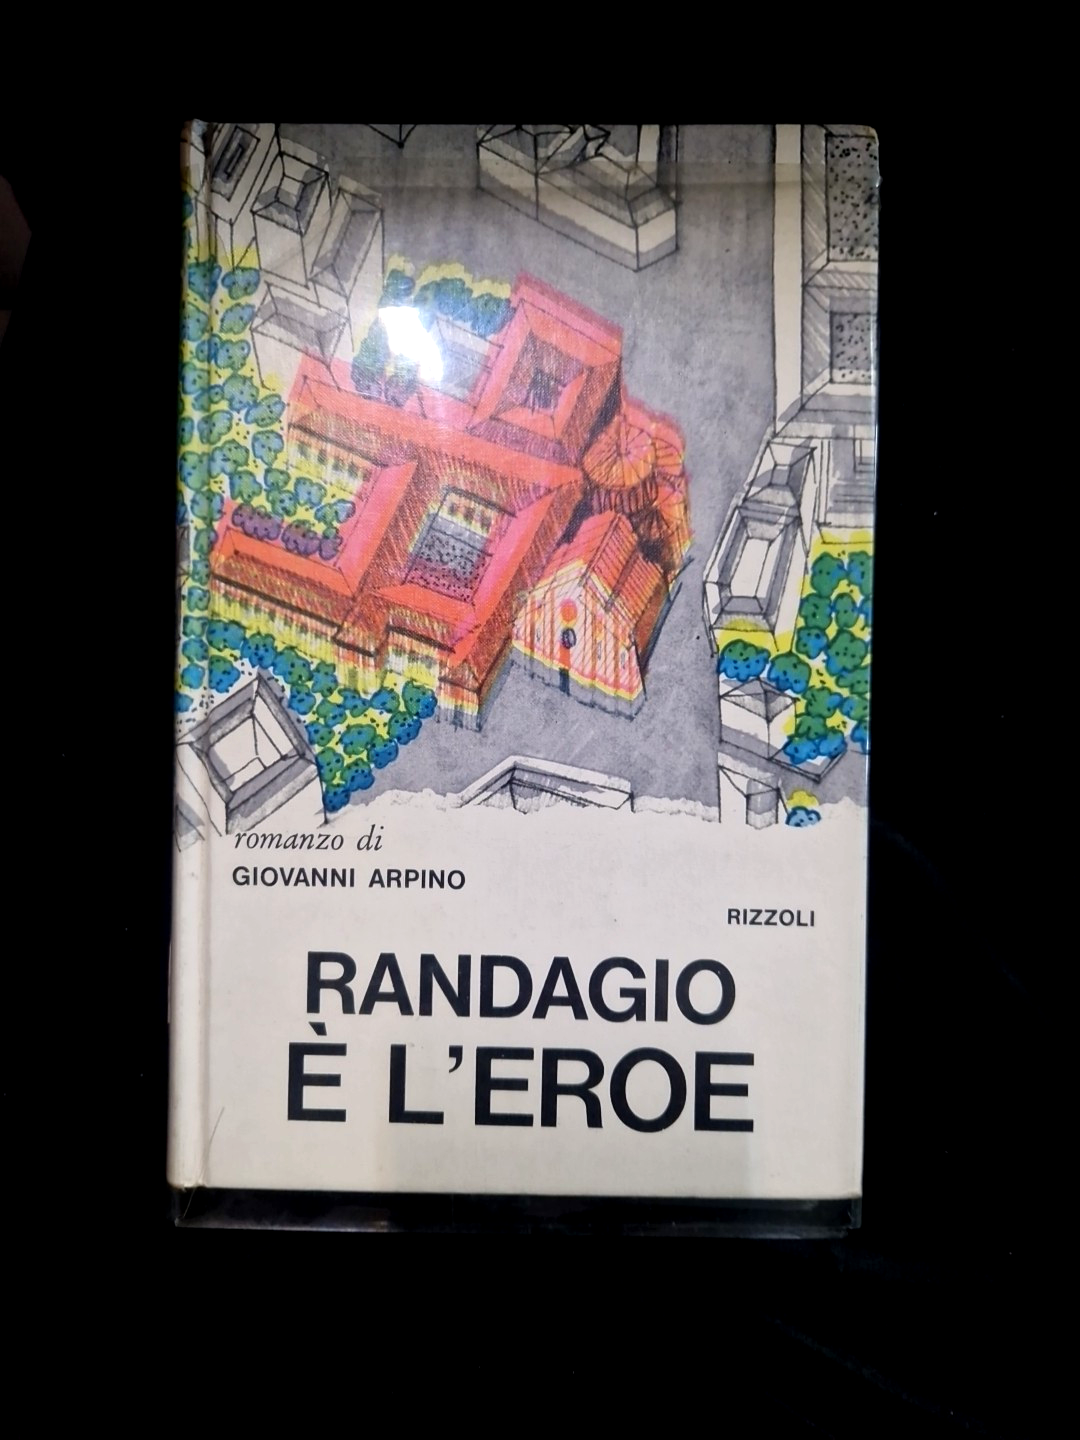 romanzo di
GIOVANNI ARPINO
RIZZOLI
RANDAGIO
È L'EROE